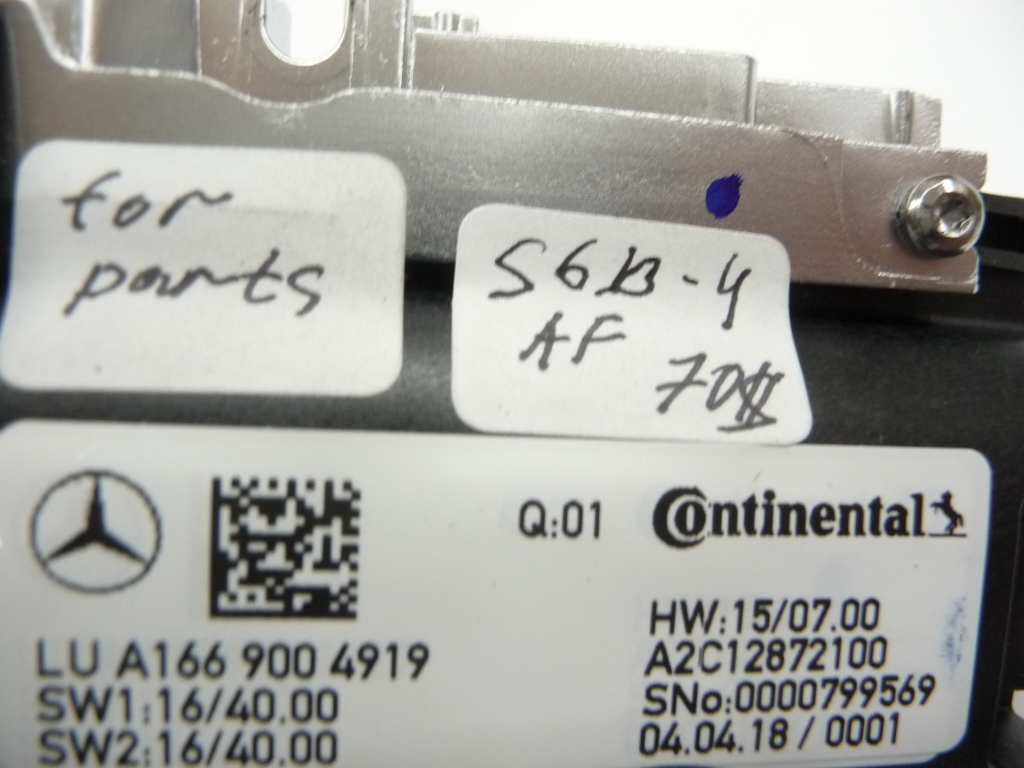 for
parts
S6B-4
AF
70$
Q:01
Continental
HW:15/07.00
LU A166 900 4919
A2C12872100
SW1:16/40.00
SNo:0000799569
SW2:16/40.00
04.04.18 / 0001